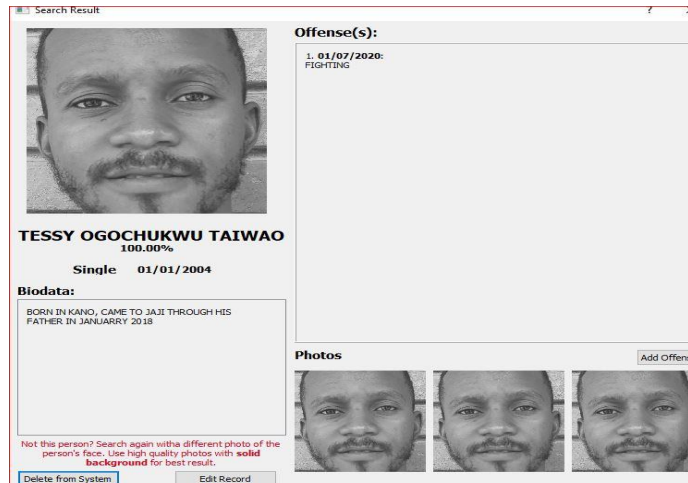 Search Result
?
Offense(s):
1. 01/07/2020:
FIGHTING
TESSY OGOCHUKWU TAIWAO
100.00%
Single 01/01/2004
Biodata:
BORN IN KANO, CAME TO JAJI THROUGH HIS
FATHER IN JANUARRY 2018
Photos
Add Offens
Not this person? Search again witha different photo of the
person's face. Use high quality photos with solid
background for best result.
Delete from System
Edit Record